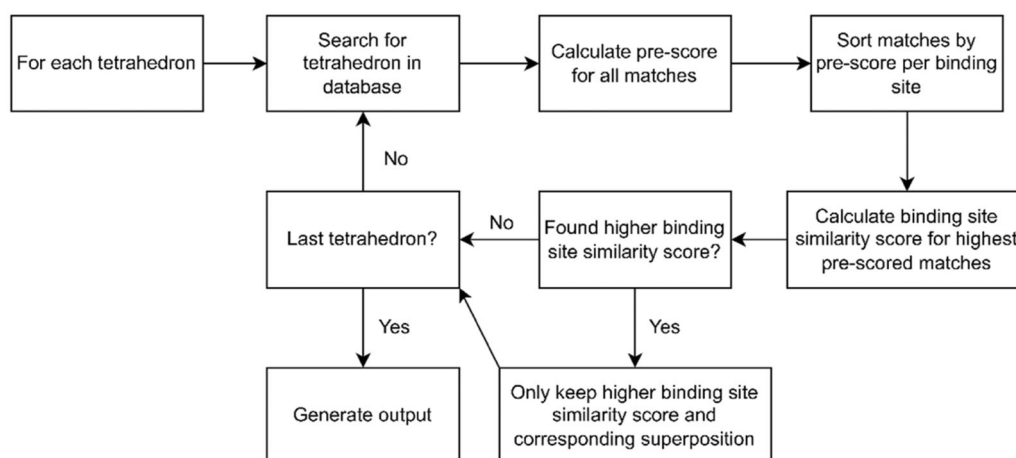 For each tetrahedron
Search for
tetrahedron in
database
Calculate pre-score
for all matches
Sort matches by
pre-score per binding
site
No
Last tetrahedron?
No
Found higher binding
site similarity score?
Calculate binding site
similarity score for highest
pre-scored matches
Yes
Yes
Generate output
Only keep higher binding site
similarity score and
corresponding superposition